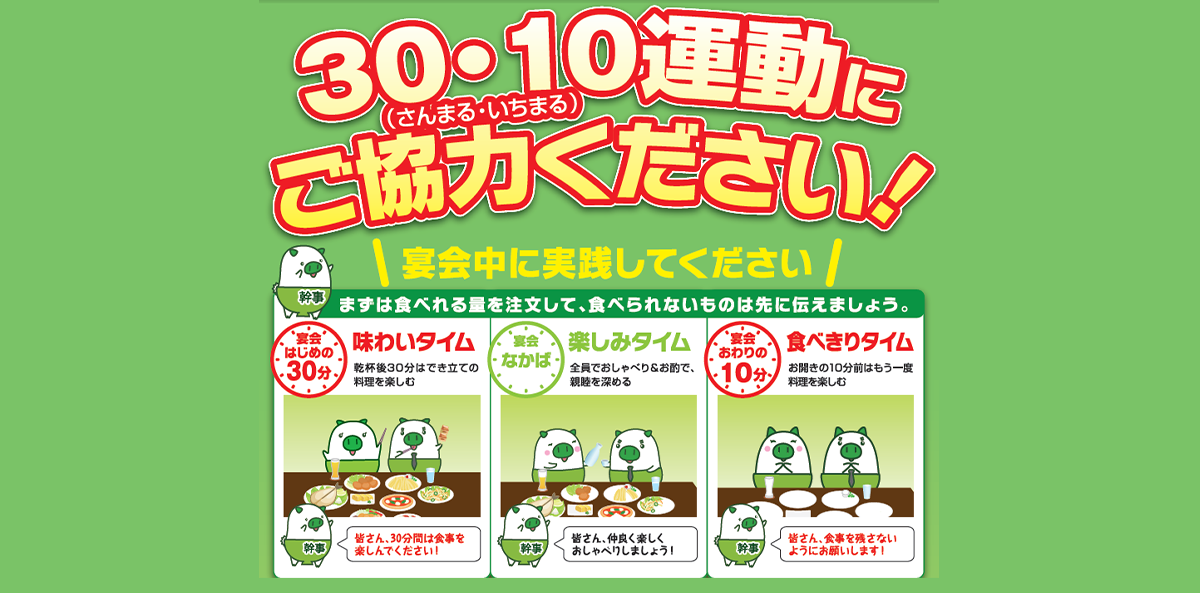 30・10運動に
（さんまる・いちまる）
ご協力ください！
宴会中に実践してください
幹事
まずは食べれる量を注文して、食べられないものは先に伝えましょう。
宴会
はじめの
30分
味わいタイム
乾杯後30分はでき立ての
料理を楽しむ
幹事
皆さん、30分間は食事を
楽しんでください！
宴会
なかば
楽しみタイム
全員でおしゃべり&お酌で、
親睦を深める
幹事
皆さん、仲良く楽しく
おしゃべりしましょう！
宴会
おわりの
10分
食べきりタイム
お開きの10分前はもう一度
料理を楽しむ
幹事
皆さん、食事を残さない
ようにお願いします！